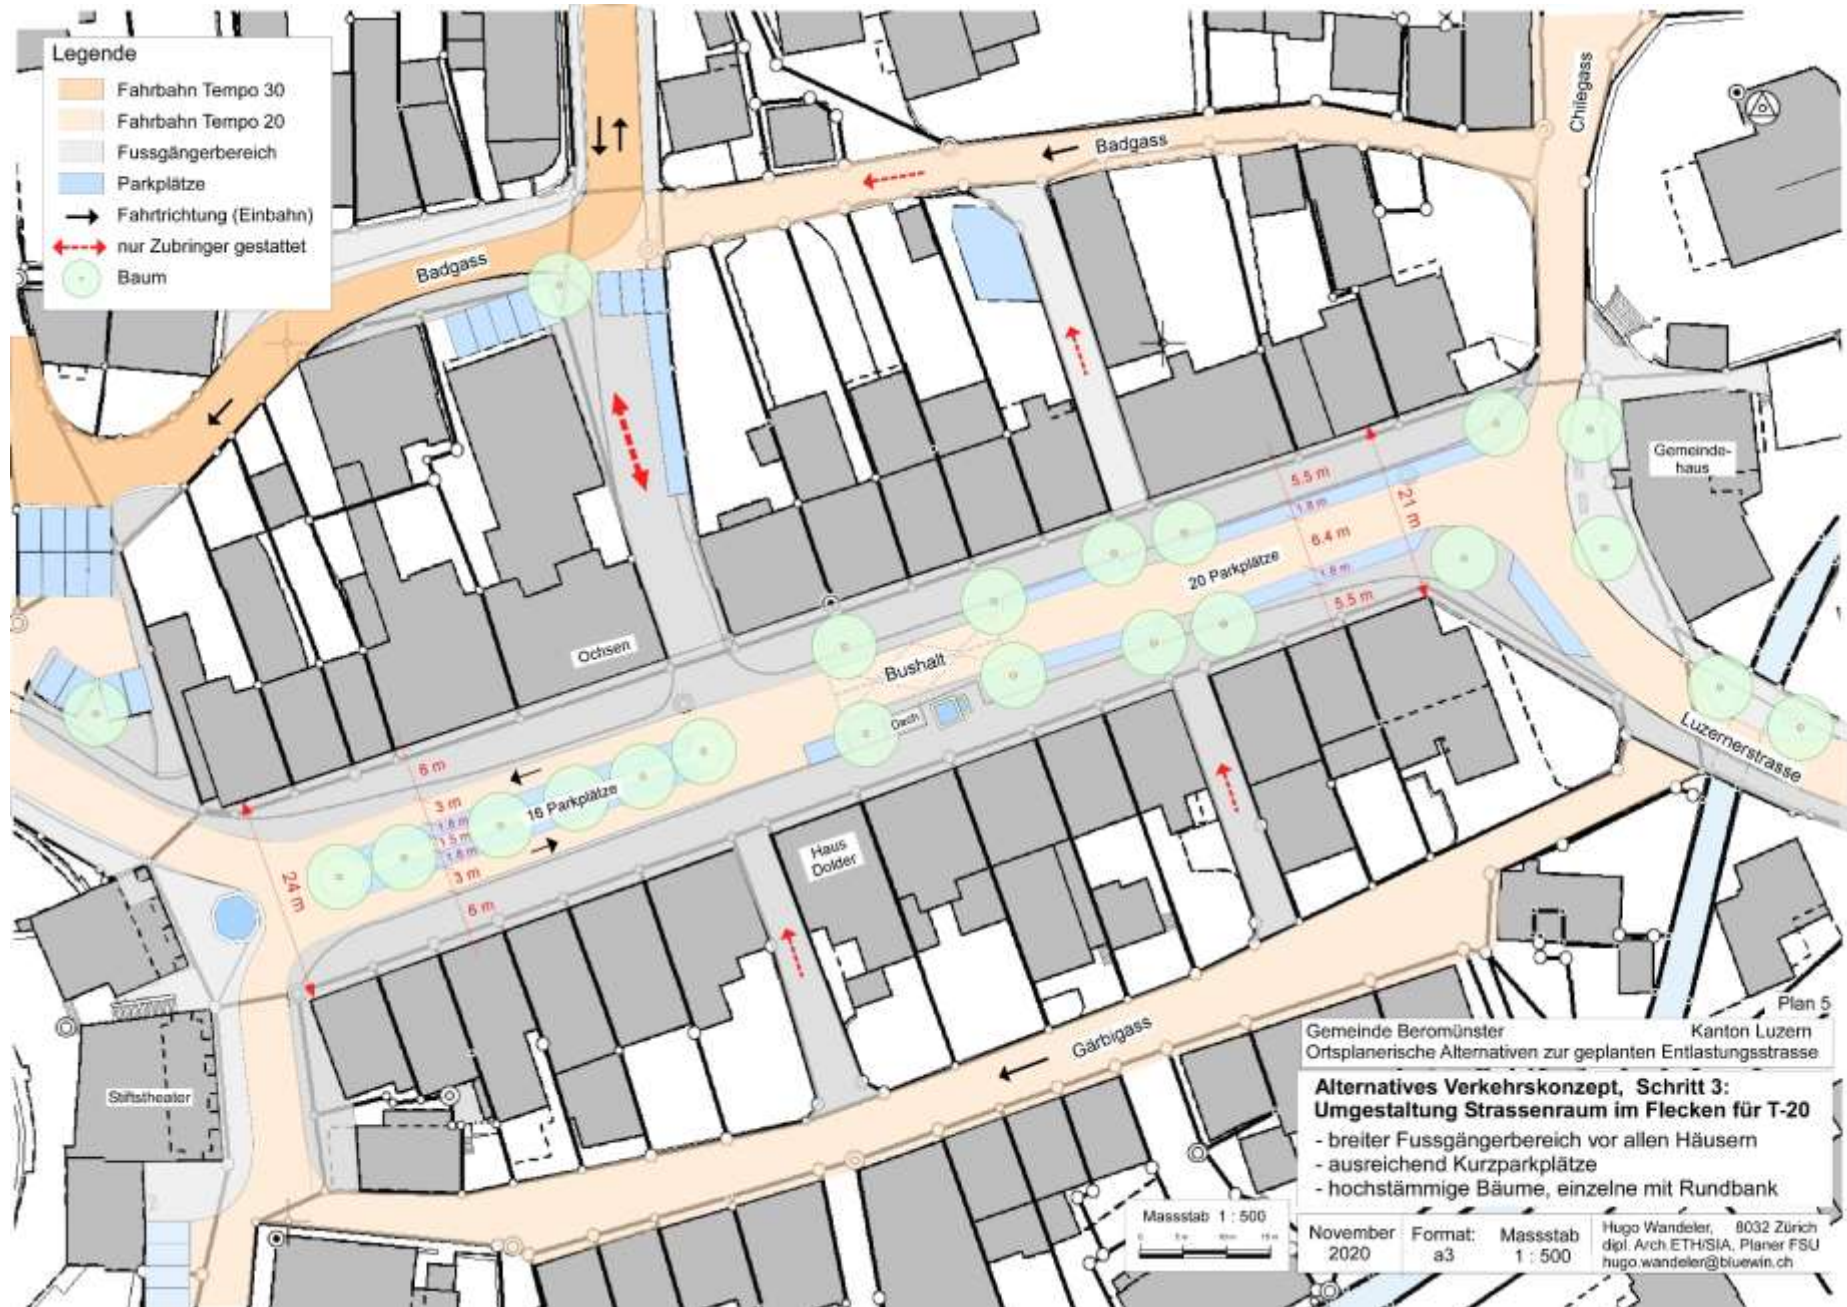 Legende
Fahrbahn Tempo 30
Fahrbahn Tempo 20
Fussgängerbereich
Parkplätze
Fahrtrichtung (Einbahn)
nur Zubringer gestattet
Baum
Badgass
Badgass
Chilegass
Gemeinde-
haus
5.5 m
1.8 m
21 m
6.4 m
20 Parkplätze
1.8 m
5.5 m
Ochsen
Bushalt
Dach
Luzernerstrasse
6 m
3 m
1.8 m
16 Parkplätze
1.5 m
1.8 m
3 m
6 m
24 m
Haus
Dolder
Gärbigass
Stiftstheater
Plan 5
Gemeinde Beromünster Kanton Luzern
Ortsplanerische Alternativen zur geplanten Entlastungsstrasse
Alternatives Verkehrskonzept, Schritt 3:
Umgestaltung Strassenraum im Flecken für T-20
- breiter Fussgängerbereich vor allen Häusern
- ausreichend Kurzparkplätze
- hochstämmige Bäume, einzelne mit Rundbank
Massstab 1 : 500
0 5m 10m 15m
November
2020
Format:
a3
Massstab
1 : 500
Hugo Wandeler, 8032 Zürich
dipl. Arch.ETH/SIA, Planer FSU
hugo.wandeler@bluewin.ch